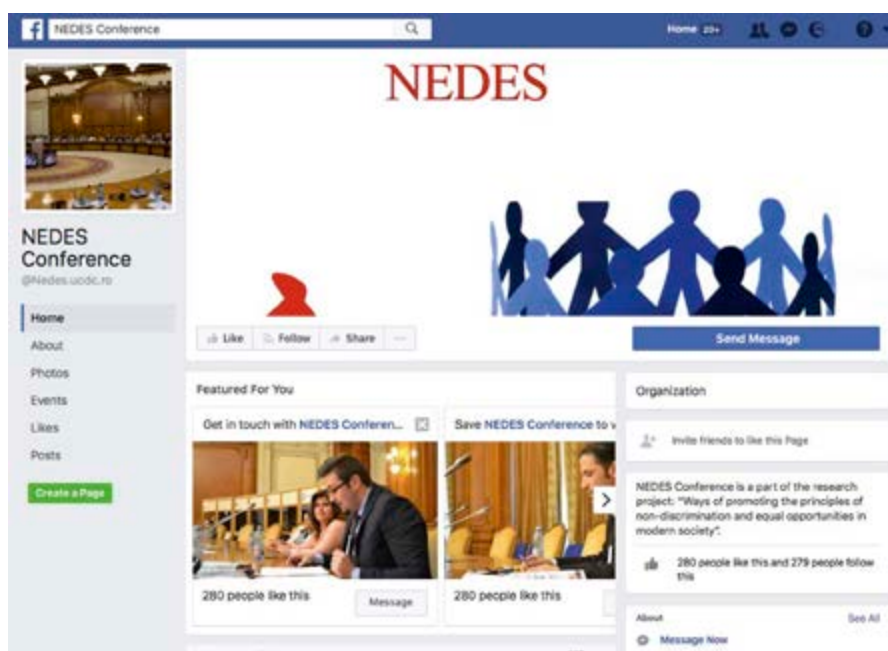 NEDES Conference
Home 20+
NEDES
NEDES
Conference
@Nedes.ucdc.ro
Home
About
Photos
Events
Likes
Posts
Create a Page
Like
Follow
Share
Send Message
Featured For You
Get in touch with NEDES Conferen...
280 people like this
Message
Save NEDES Conference to v
280 people like this
Organization
Invite friends to like this Page
NEDES Conference is a part of the research
project: "Ways of promoting the principles of
non-discrimination and equal opportunities in
modern society".
280 people like this and 279 people follow
this
About
See All
Message Now